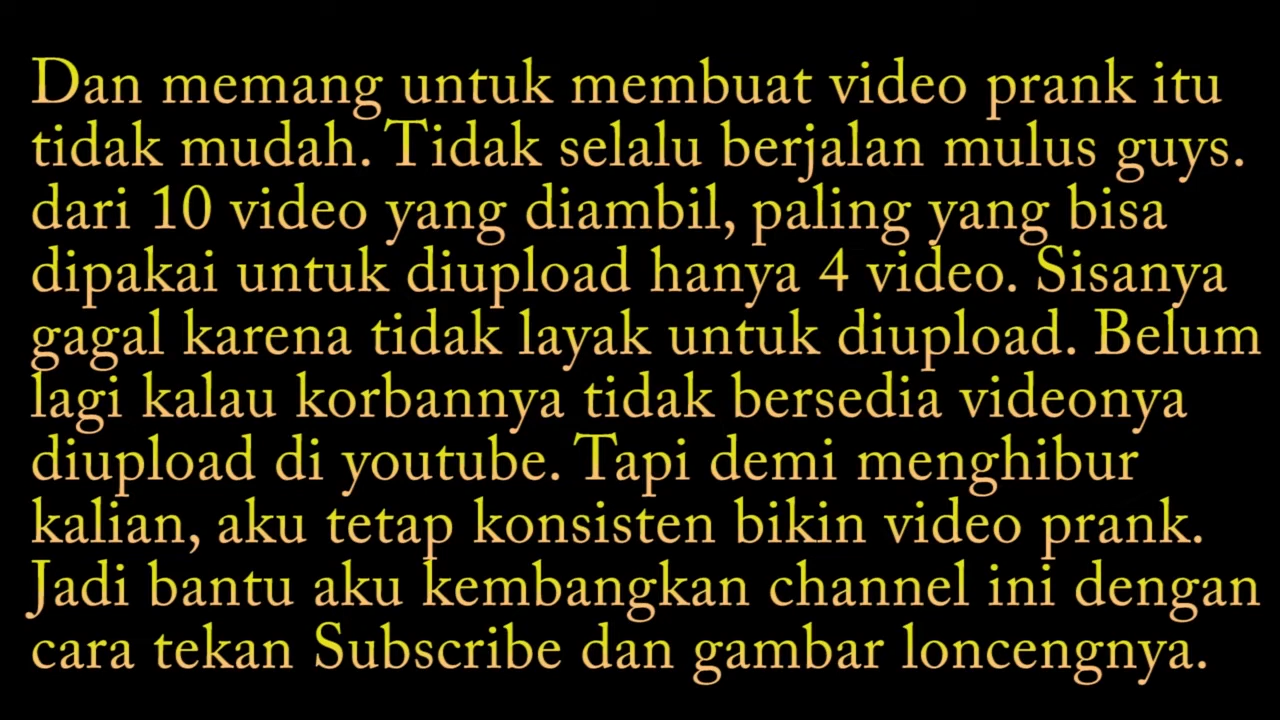 Dan memang untuk membuat video prank itu
tidak mudah. Tidak selalu berjalan mulus guys.
dari 10 video yang diambil, paling yang bisa
dipakai untuk diupload hanya 4 video. Sisanya
gagal karena tidak layak untuk diupload. Belum
lagi kalau korbannya tidak bersedia videonya
diupload di youtube. Tapi demi menghibur
kalian, aku tetap konsisten bikin video prank.
Jadi bantu aku kembangkan channel ini dengan
cara tekan Subscribe dan gambar loncengnya.